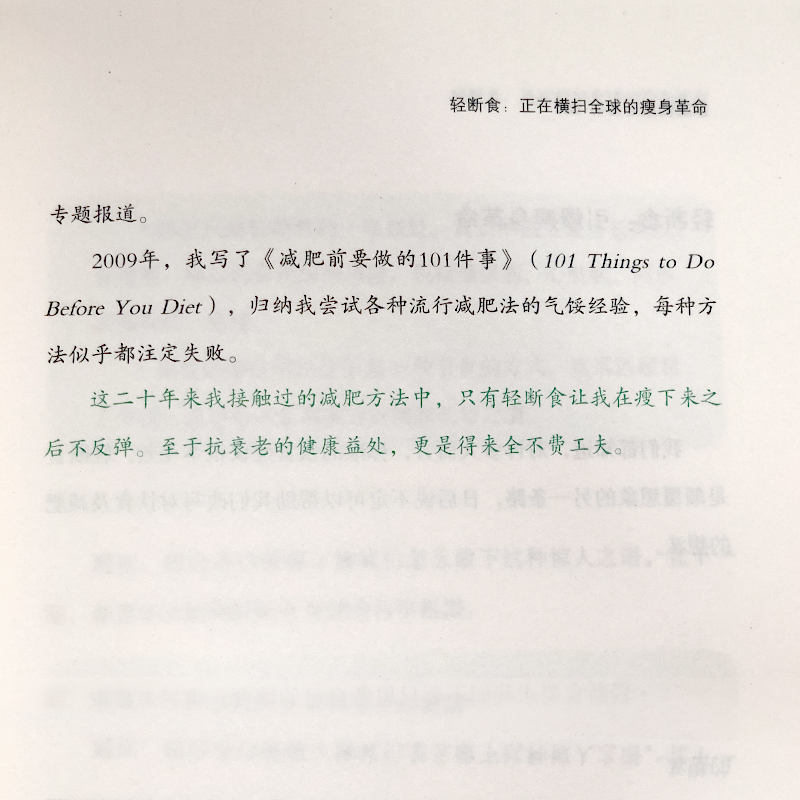 轻断食：正在横扫全球的瘦身革命
专题报道。
2009年，我写了《减肥前要做的101件事》（101 Things to Do
Before You Diet），归纳我尝试各种流行减肥法的气馁经验，每种方
法似乎都注定失败。
这二十年来我接触过的减肥方法中，只有轻断食让我在瘦下来之
后不反弹。至于抗衰老的健康益处，更是得来全不费工夫。